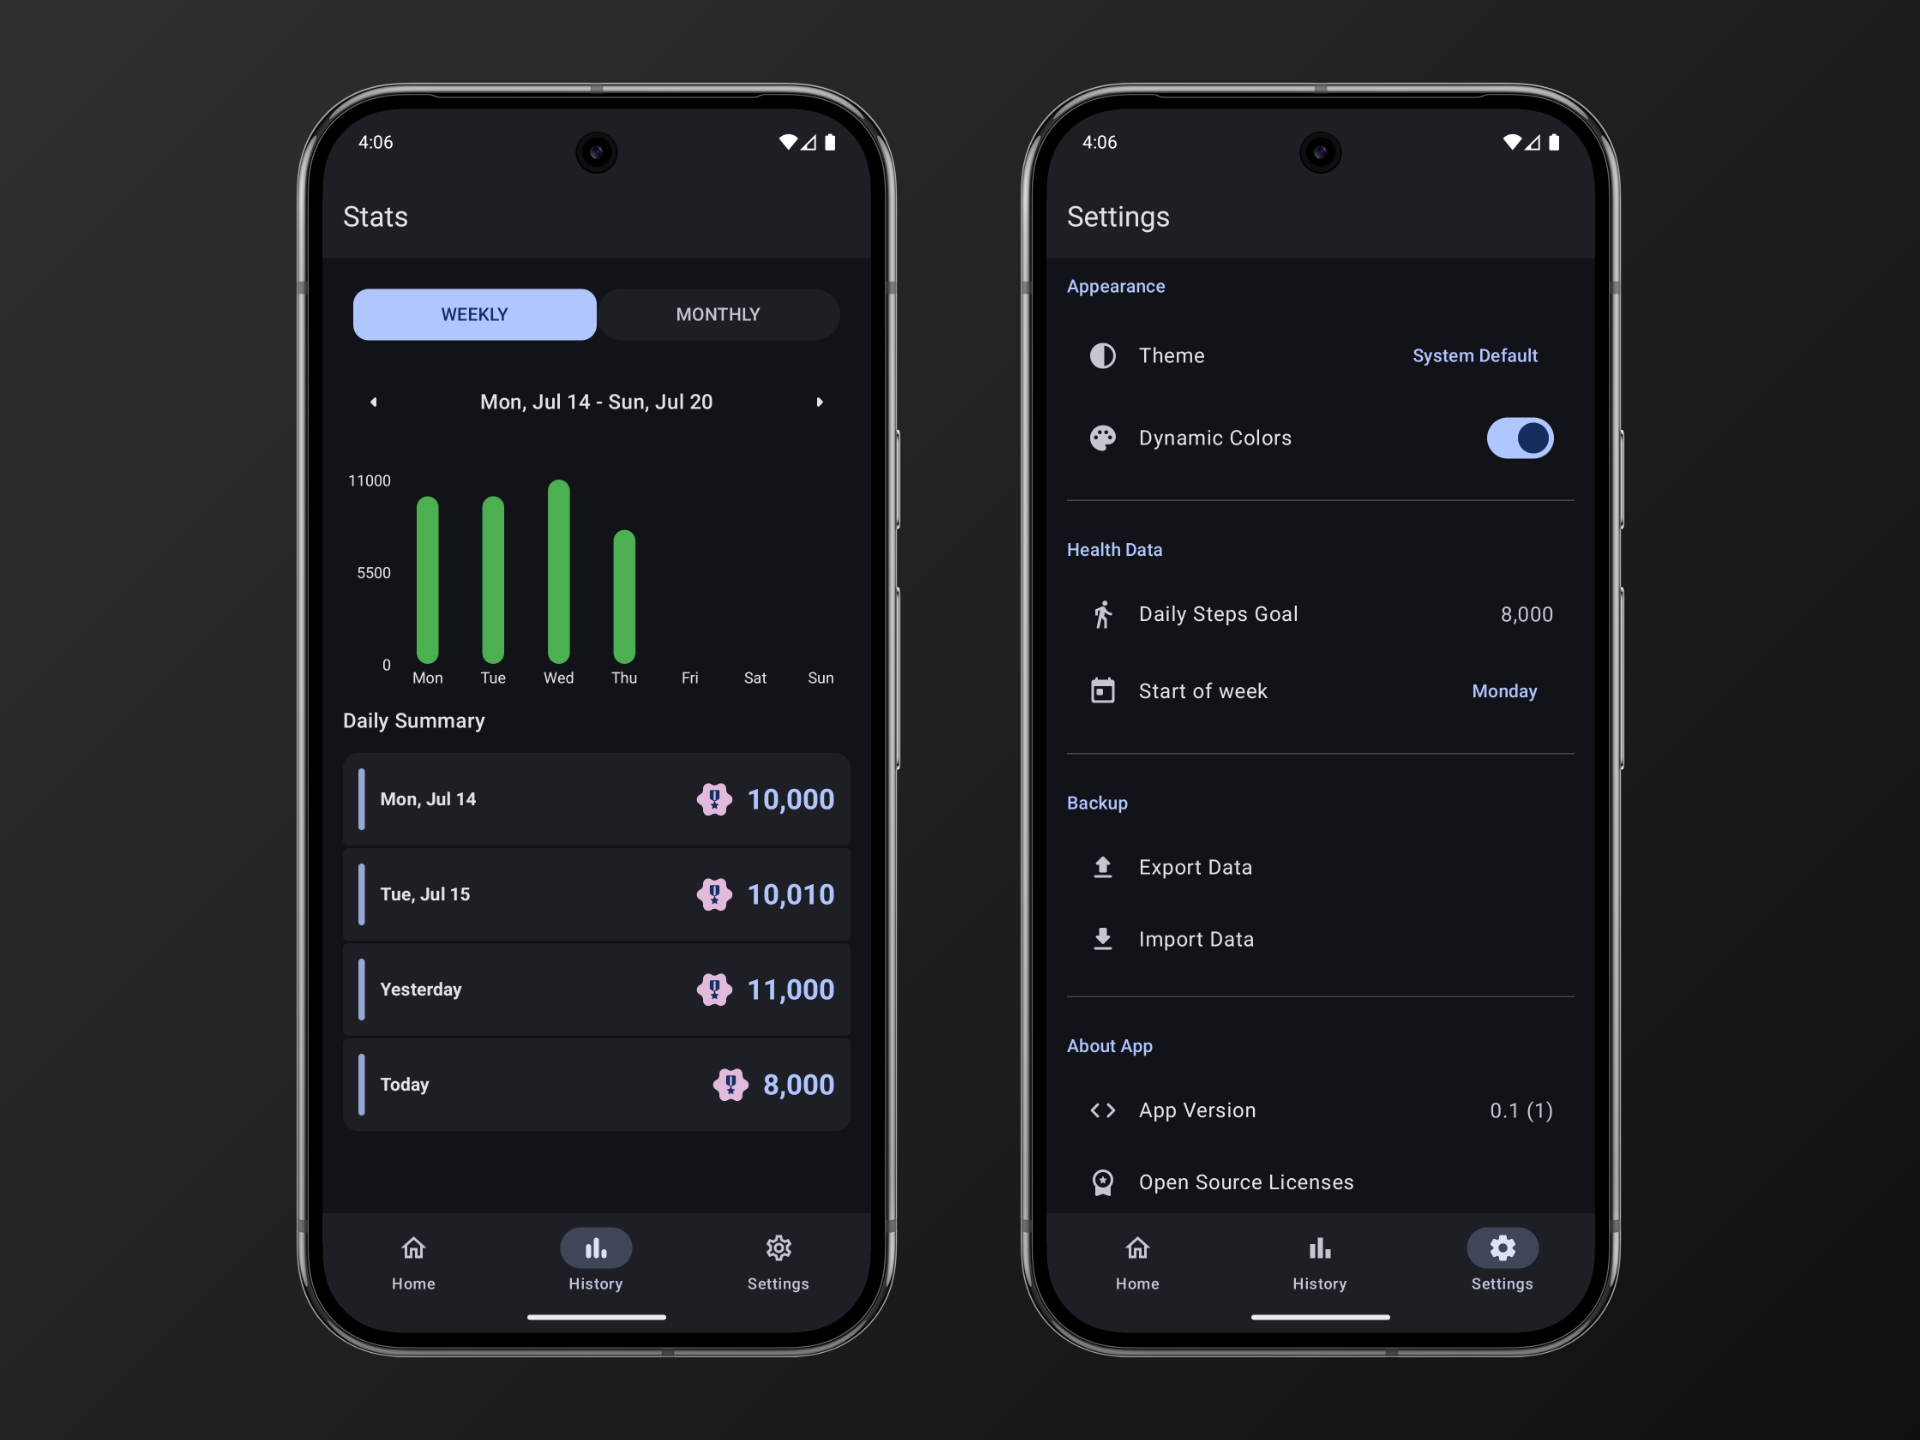 4:06
Stats
WEEKLY MONTHLY
Mon, Jul 14 - Sun, Jul 20
11000
5500
0
Mon Tue Wed Thu Fri Sat Sun
Daily Summary
Mon, Jul 14 10,000
Tue, Jul 15 10,010
Yesterday 11,000
Today 8,000
Home History Settings
4:06
Settings
Appearance
Theme System Default
Dynamic Colors
Health Data
Daily Steps Goal 8,000
Start of week Monday
Backup
Export Data
Import Data
About App
App Version 0.1 (1)
Open Source Licenses
Home History Settings